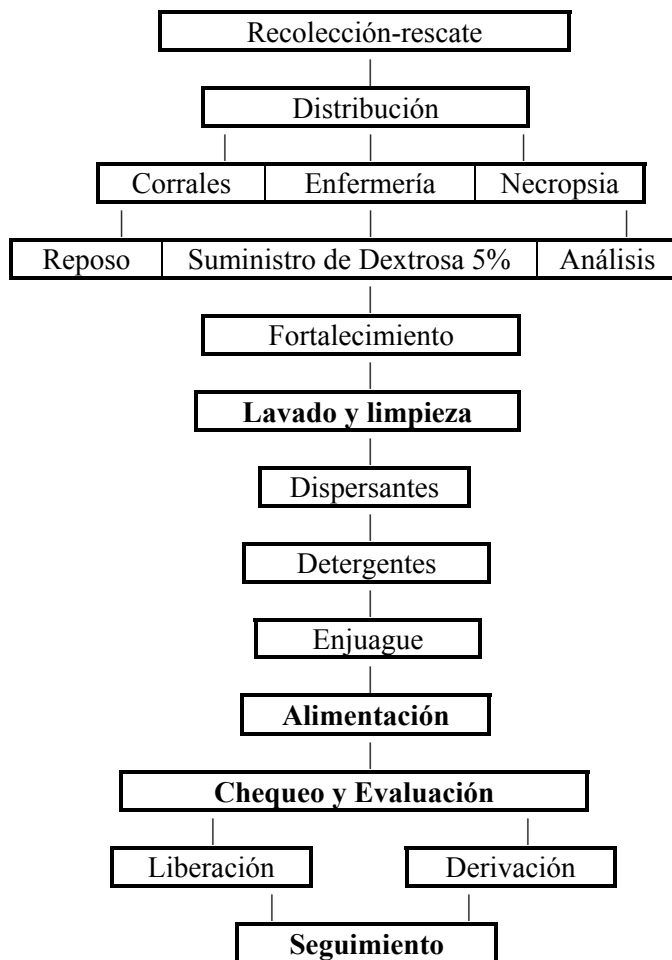 Recolección-rescate
Distribución
Corrales Enfermería Necropsia
Reposo Suministro de Dextrosa 5% Análisis
Fortalecimiento
Lavado y limpieza
Dispersantes
Detergentes
Enjuague
Alimentación
Chequeo y Evaluación
Liberación Derivación
Seguimiento